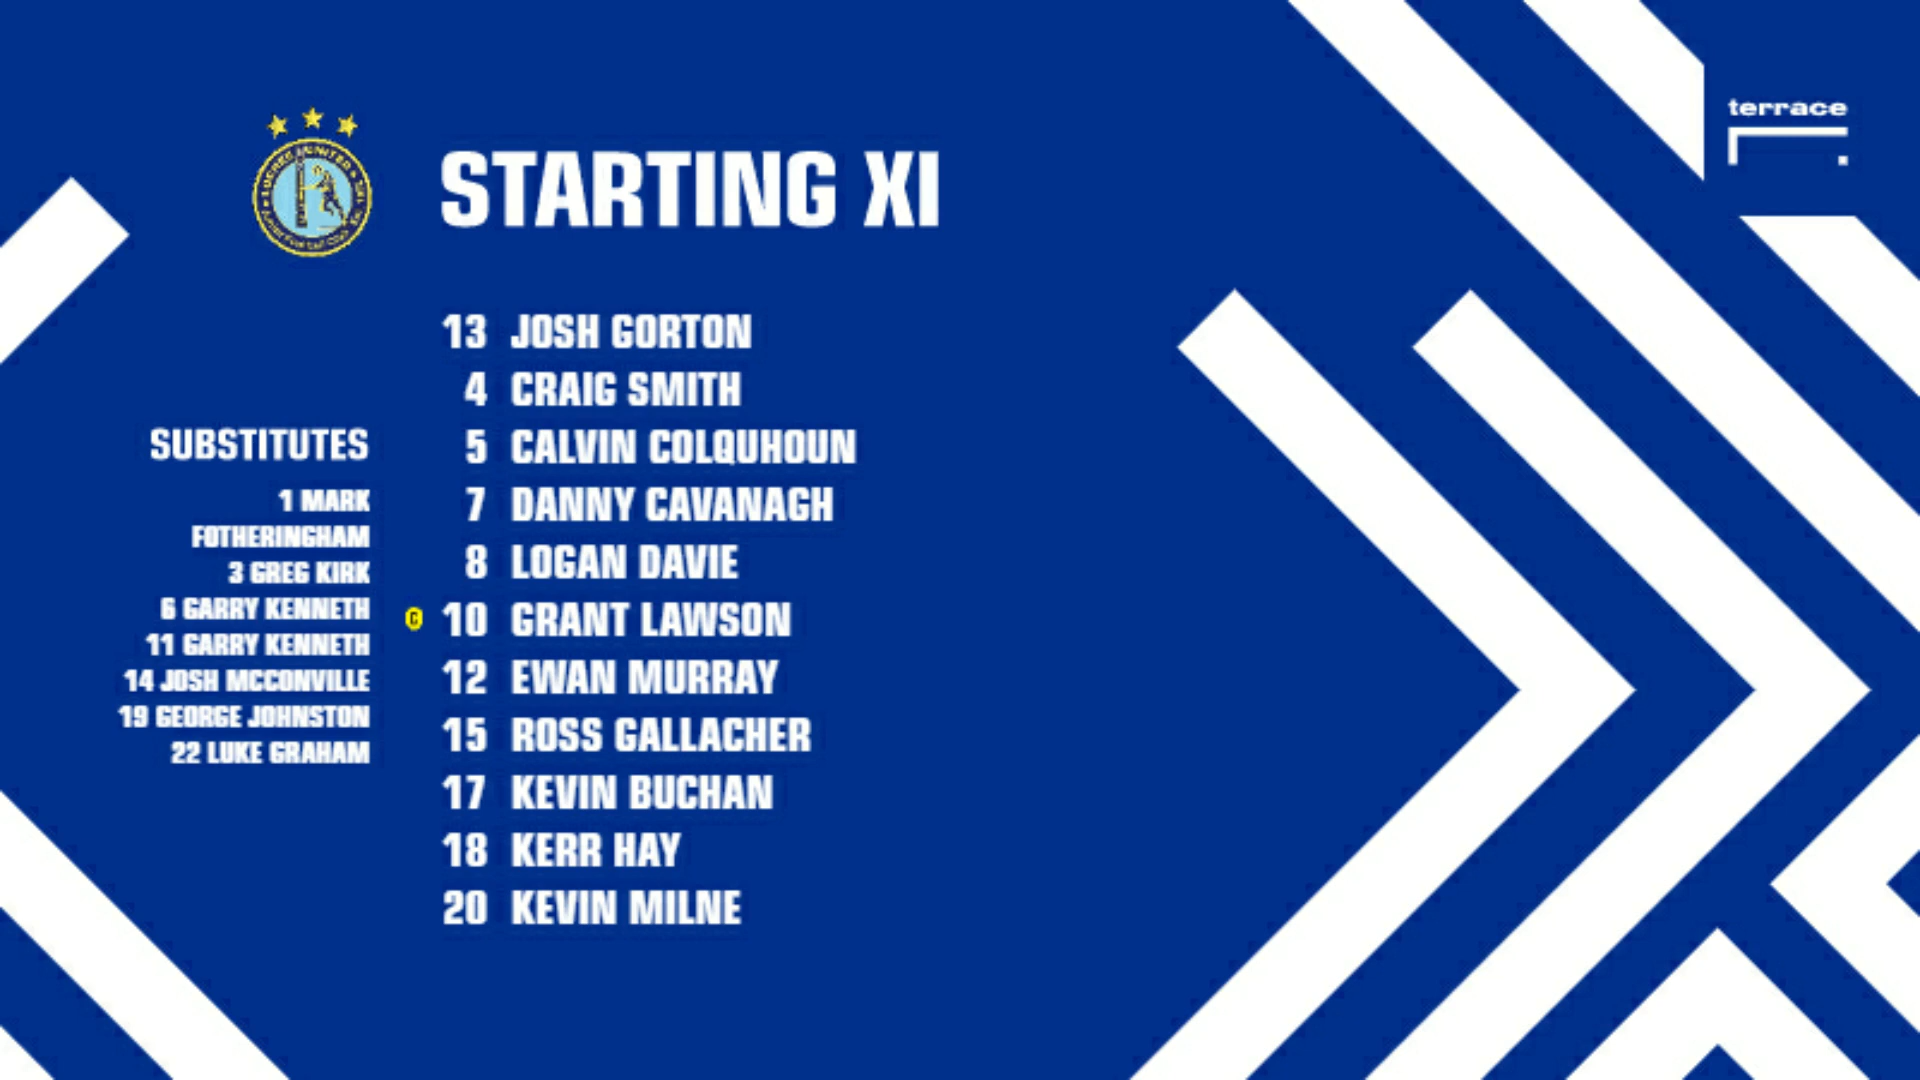 terrace
STARTING XI
13 JOSH GORTON
4 CRAIG SMITH
5 CALVIN COLQUHOUN
7 DANNY CAVANAGH
8 LOGAN DAVIE
C 10 GRANT LAWSON
12 EWAN MURRAY
15 ROSS GALLACHER
17 KEVIN BUCHAN
18 KERR HAY
20 KEVIN MILNE
SUBSTITUTES
1 MARK
FOTHERINGHAM
3 GREG KIRK
6 GARRY KENNETH
11 GARRY KENNETH
14 JOSH MCCONVILLE
19 GEORGE JOHNSTON
22 LUKE GRAHAM